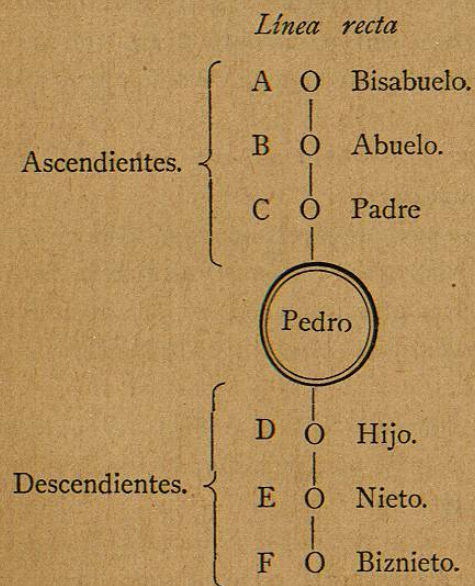 Línea recta
A O Bisabuelo.
B O Abuelo.
Ascendientes.
C O Padre
Pedro
D O Hijo.
Descendientes.
E O Nieto.
F O Biznieto.